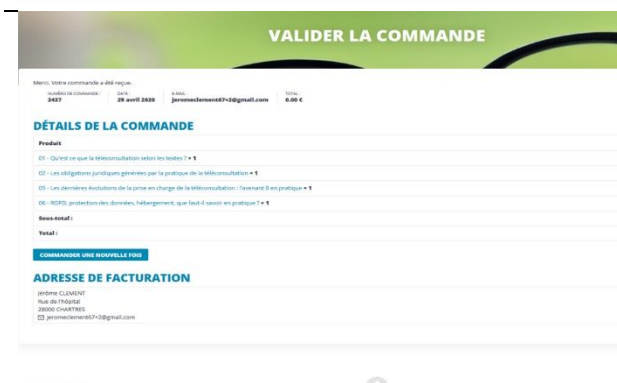 VALIDER LA COMMANDE
Merci. Votre commande a été reçue.
NUMÉRO DE COMMANDE : DATE : E-MAIL : TOTAL :
2427 29 avril 2020 jeromeclement67+2@gmail.com 0.00 €
DÉTAILS DE LA COMMANDE
Produit
01 - Qu'est ce que la téléconsultation selon les textes ? × 1
02 - Les obligations juridiques générées par la pratique de la téléconsultation × 1
05 - Les dernières évolutions de la prise en charge de la téléconsultation : l'avenant 8 en pratique × 1
06 - RGPD, protection des données, hébergement, que faut-il savoir en pratique ? × 1
Sous-total :
Total :
COMMANDER UNE NOUVELLE FOIS
ADRESSE DE FACTURATION
Jérôme CLEMENT
Rue de l'hôpital
28000 CHARTRES
jeromeclement67+2@gmail.com